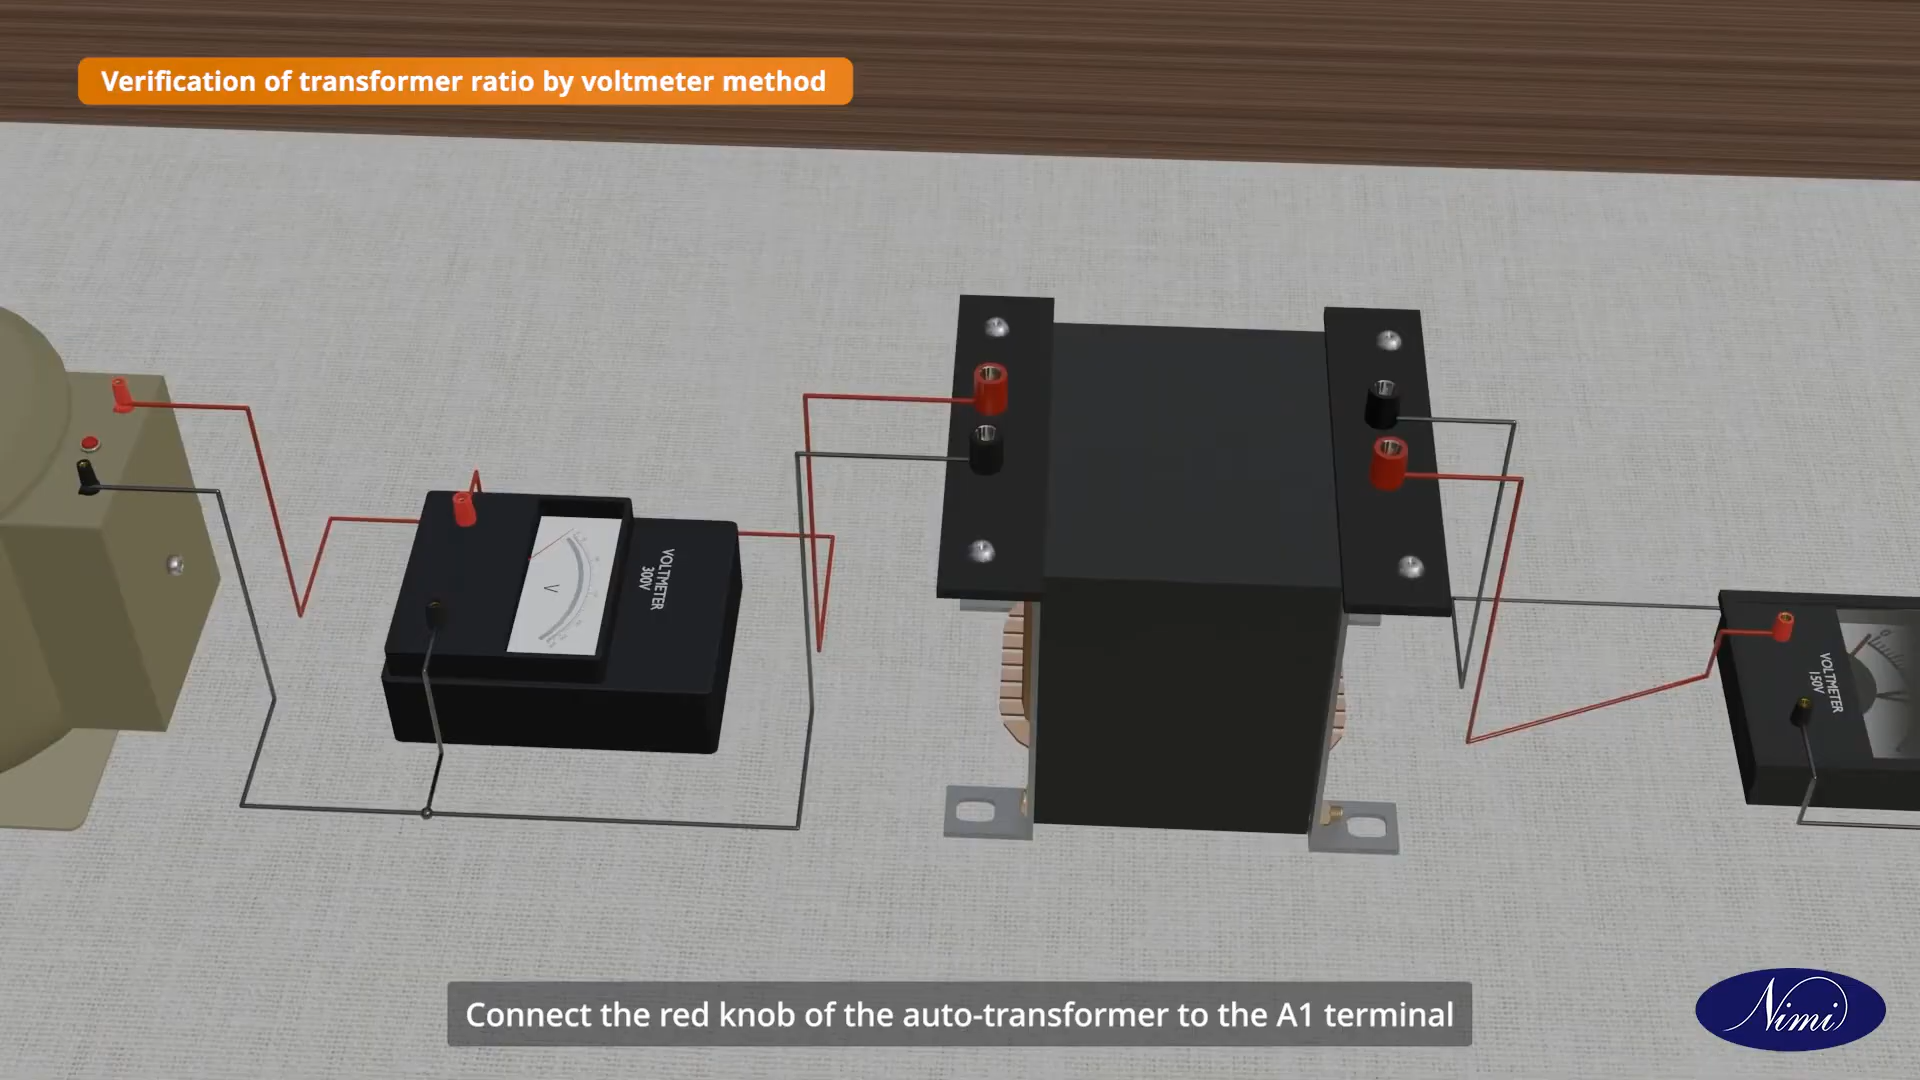 Verification of transformer ratio by voltmeter method
VOLTMETER
300V
V
VOLTMETER
150V
0
Connect the red knob of the auto-transformer to the A1 terminal
Nimi